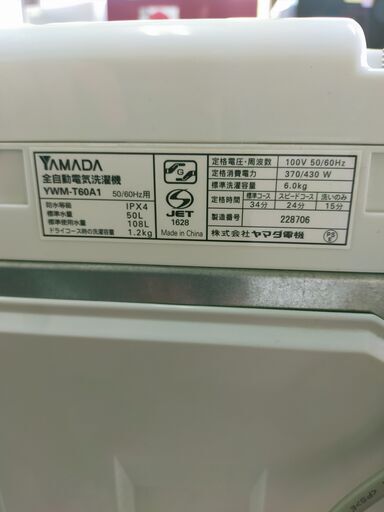 YAMADA
全自動電気洗濯機
YWM-T60A1 50/60Hz用
防水等級 IPX4
標準水量 50L
標準使用水量 108L
ドライコース時の洗濯容量 1.2kg
G
JET
1628
Made in China
定格電圧・周波数 100V 50/60Hz
定格消費電力 370/430 W
標準洗濯容量 6.0kg
定格時間 標準コース スピードコース 洗いのみ
34分 24分 15分
製造番号 228706
株式会社 ヤマダ電機
PS
E